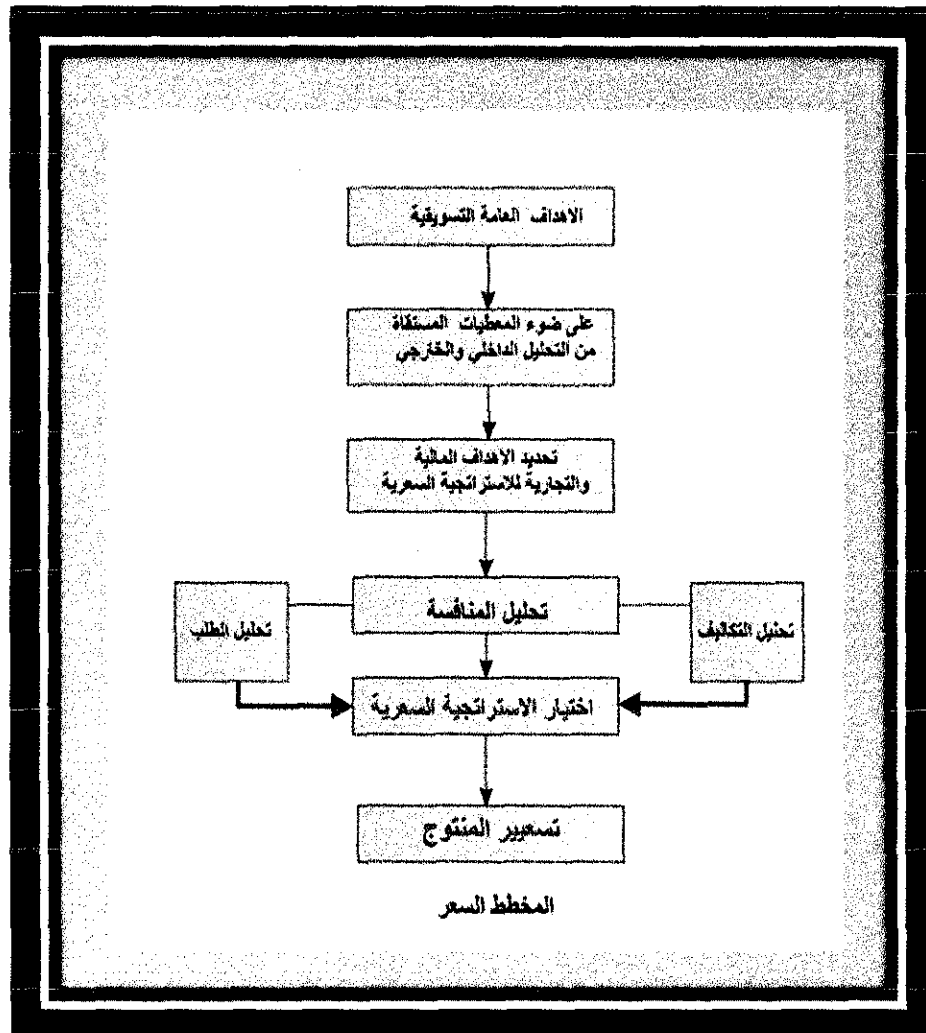 الاهداف العامة التسويقية
على ضوء المعطيات المستقاة
من التحليل الداخلي والخارجي
تحديد الاهداف المالية
والتجارية للاستراتجية السعرية
تحليل التكاليف
تحليل المنافسة
تحليل الطلب
اختيار الاستراتجية السعرية
تسعيير المنتوج
المخطط السعر